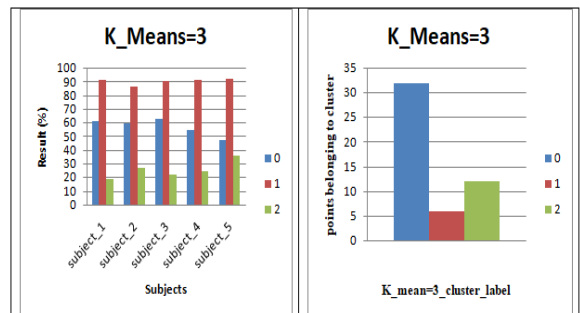 K_Means=3
Result (%)
100
90
80
70
60
50
40
30
20
10
0
subject_1
subject_2
subject_3
subject_4
subject_5
Subjects
0
1
2
K_Means=3
points belonging to cluster
35
30
25
20
15
10
5
0
K_mean=3_cluster_label
0
1
2